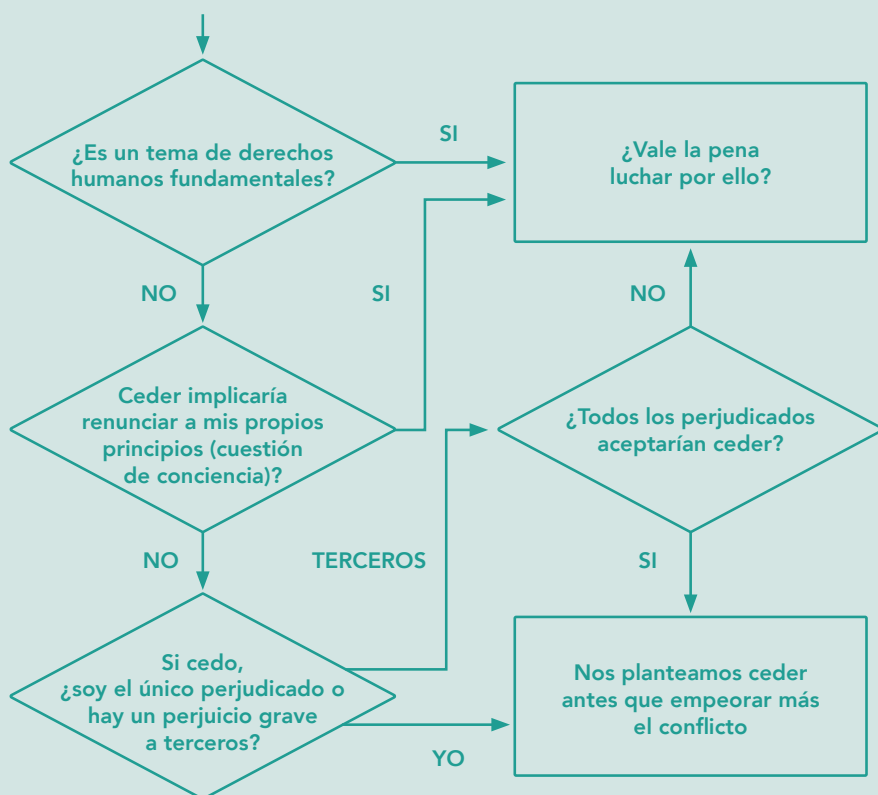 ¿Es un tema de derechos
humanos fundamentales?
SI
¿Vale la pena
luchar por ello?
NO
SI
NO
Ceder implicaría
renunciar a mis propios
principios (cuestión
de conciencia)?
¿Todos los perjudicados
aceptarían ceder?
NO
TERCEROS
SI
Si cedo,
¿soy el único perjudicado o
hay un perjuicio grave
a terceros?
YO
Nos planteamos ceder
antes que empeorar más
el conflicto